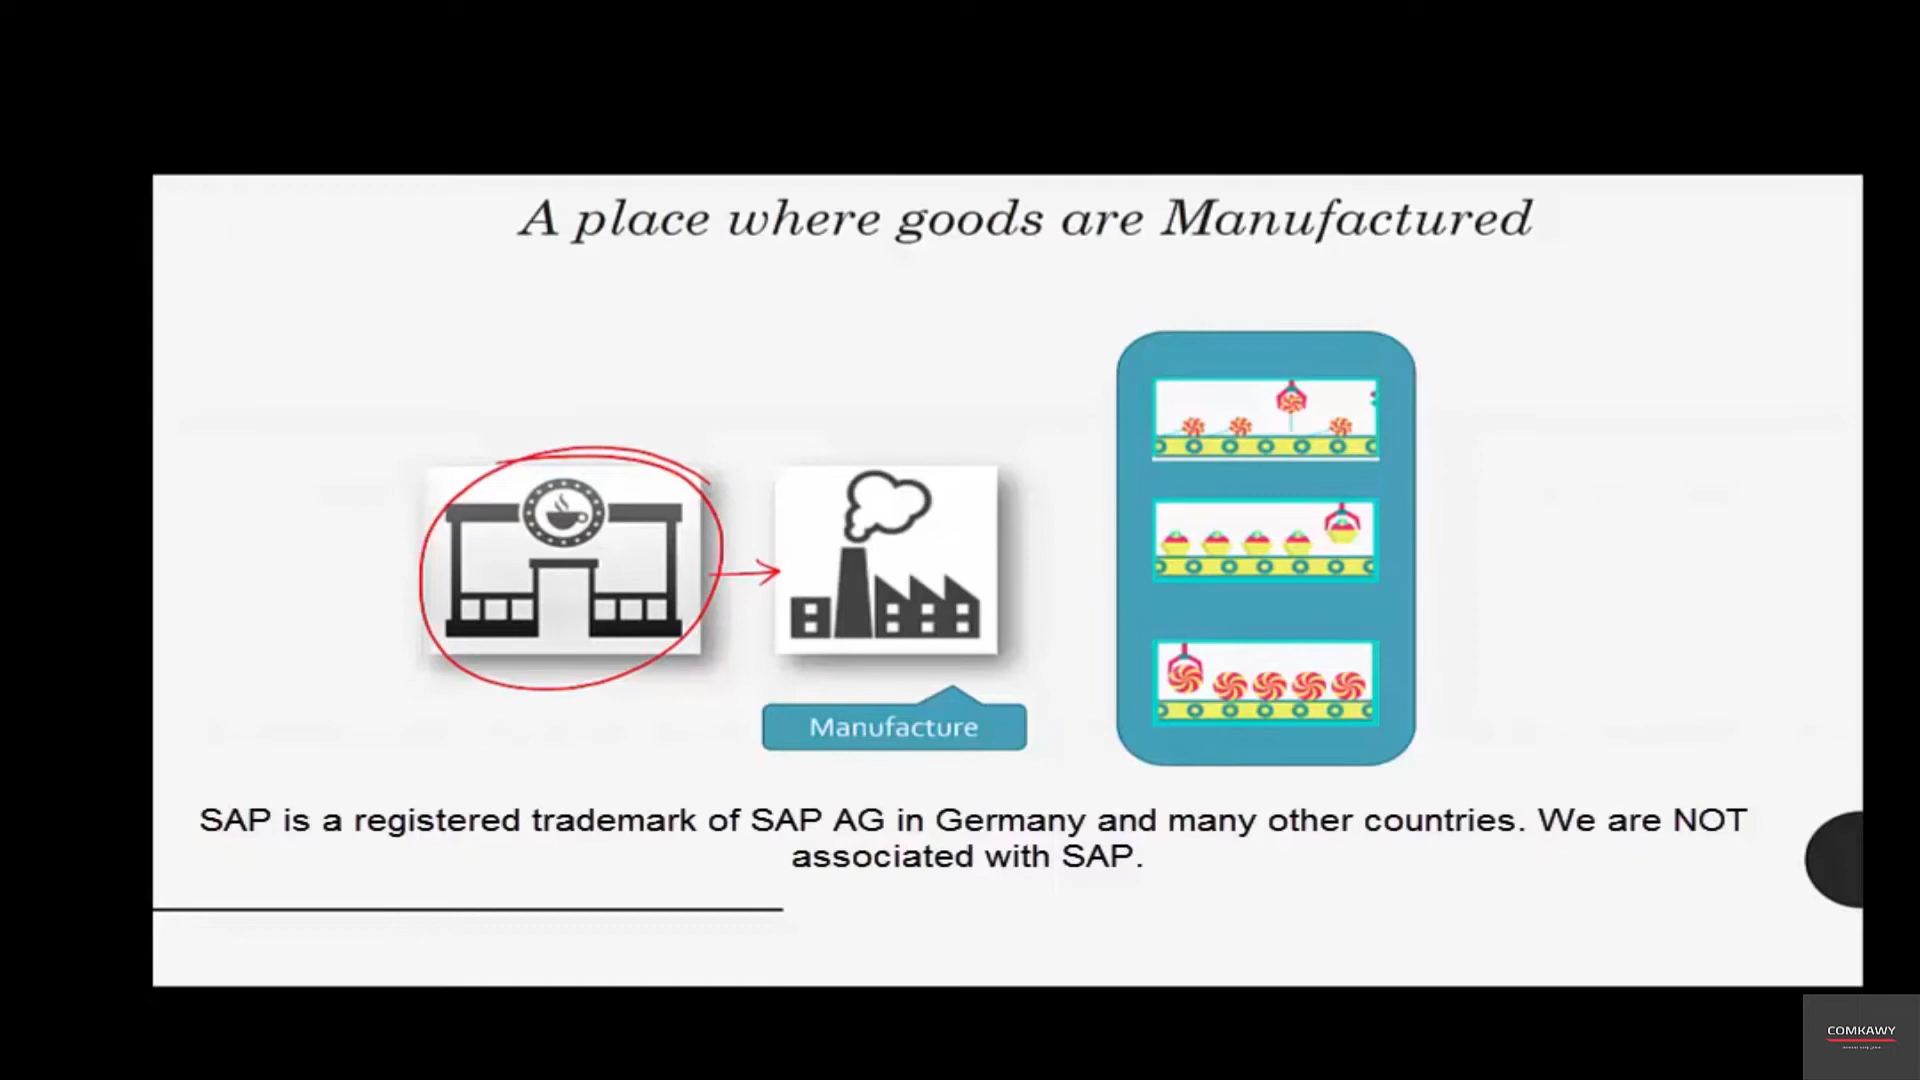 A place where goods are Manufactured
Manufacture
SAP is a registered trademark of SAP AG in Germany and many other countries. We are NOT
associated with SAP.
COMKAWY